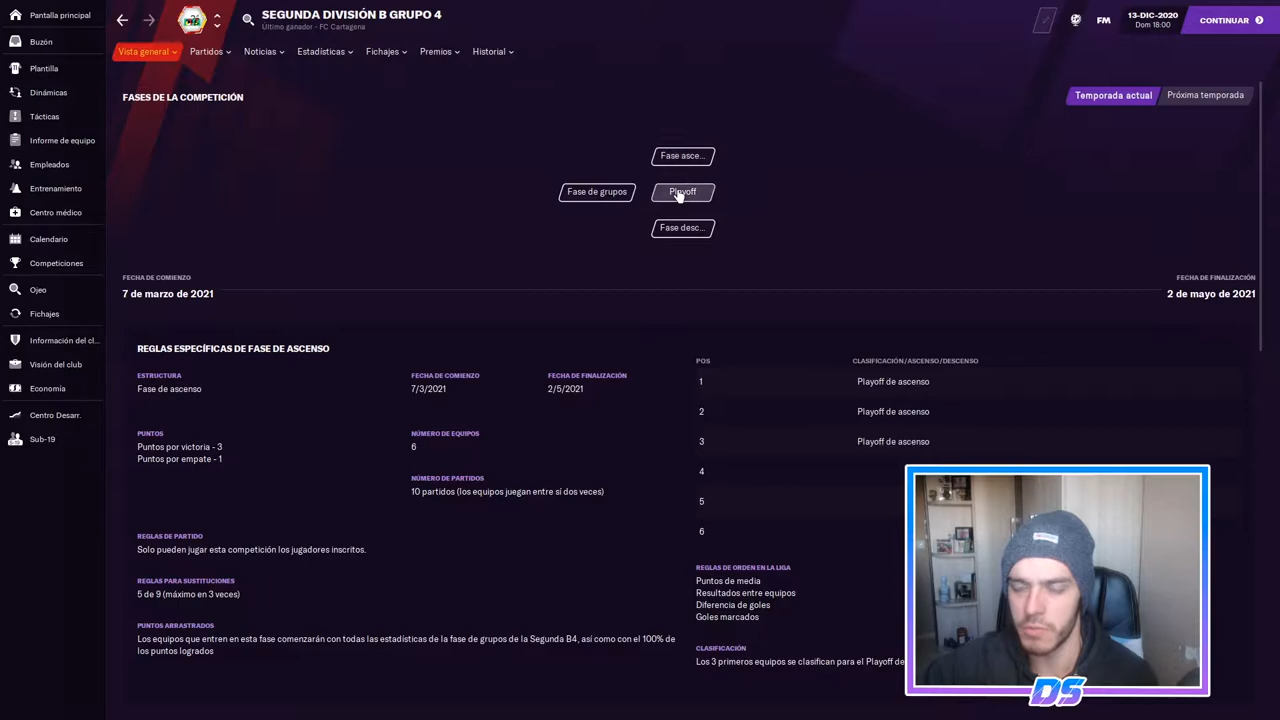 Pantalla principal
SEGUNDA DIVISIÓN B GRUPO 4
Último ganador - FC Cartagena
FM
13-DIC-2020
Dom 18:00
CONTINUAR
Buzón
Vista general
Partidos
Noticias
Estadísticas
Fichajes
Premios
Historial
Plantilla
Dinámicas
Tácticas
Informe de equipo
Empleados
Entrenamiento
Centro médico
Calendario
Competiciones
Ojeo
Fichajes
Información del cl...
Visión del club
Economía
Centro Desarr.
Sub-19
FASES DE LA COMPETICIÓN
Temporada actual
Próxima temporada
Fase asce...
Fase de grupos
Playoff
Fase desc...
FECHA DE COMIENZO
7 de marzo de 2021
FECHA DE FINALIZACIÓN
2 de mayo de 2021
REGLAS ESPECÍFICAS DE FASE DE ASCENSO
ESTRUCTURA
Fase de ascenso
FECHA DE COMIENZO
7/3/2021
FECHA DE FINALIZACIÓN
2/5/2021
PUNTOS
Puntos por victoria - 3
Puntos por empate - 1
NÚMERO DE EQUIPOS
6
NÚMERO DE PARTIDOS
10 partidos (los equipos juegan entre sí dos veces)
REGLAS DE PARTIDO
Solo pueden jugar esta competición los jugadores inscritos.
REGLAS PARA SUSTITUCIONES
5 de 9 (máximo en 3 veces)
PUNTOS ARRASTRADOS
Los equipos que entren en esta fase comenzarán con todas las estadísticas de la fase de grupos de la Segunda B4, así como con el 100% de
los puntos logrados
POS
CLASIFICACIÓN/ASCENSO/DESCENSO
1 Playoff de ascenso
2 Playoff de ascenso
3 Playoff de ascenso
4
5
6
REGLAS DE ORDEN EN LA LIGA
Puntos de media
Resultados entre equipos
Diferencia de goles
Goles marcados
CLASIFICACIÓN
Los 3 primeros equipos se clasifican para el Playoff de
DS